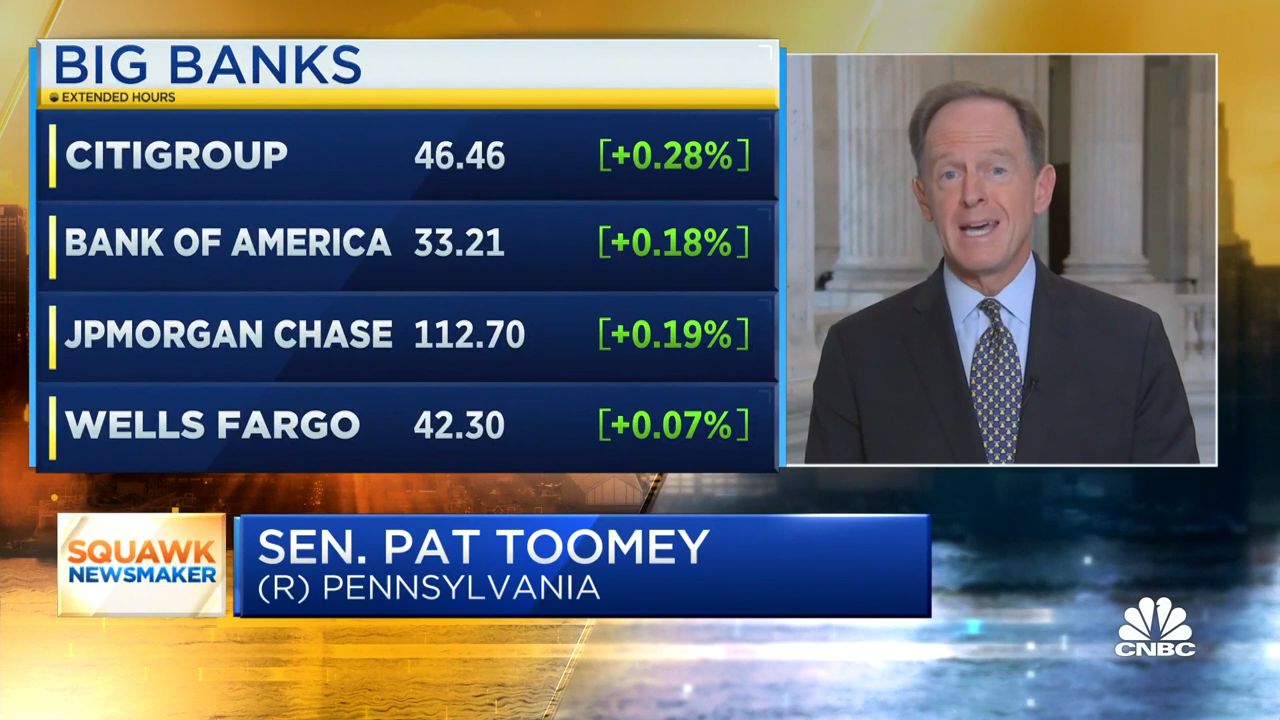 BIG BANKS
EXTENDED HOURS
CITIGROUP 46.46 [+0.28%]
BANK OF AMERICA 33.21 [+0.18%]
JPMORGAN CHASE 112.70 [+0.19%]
WELLS FARGO 42.30 [+0.07%]
SQUAWK
NEWSMAKER
SEN. PAT TOOMEY
(R) PENNSYLVANIA
CNBC